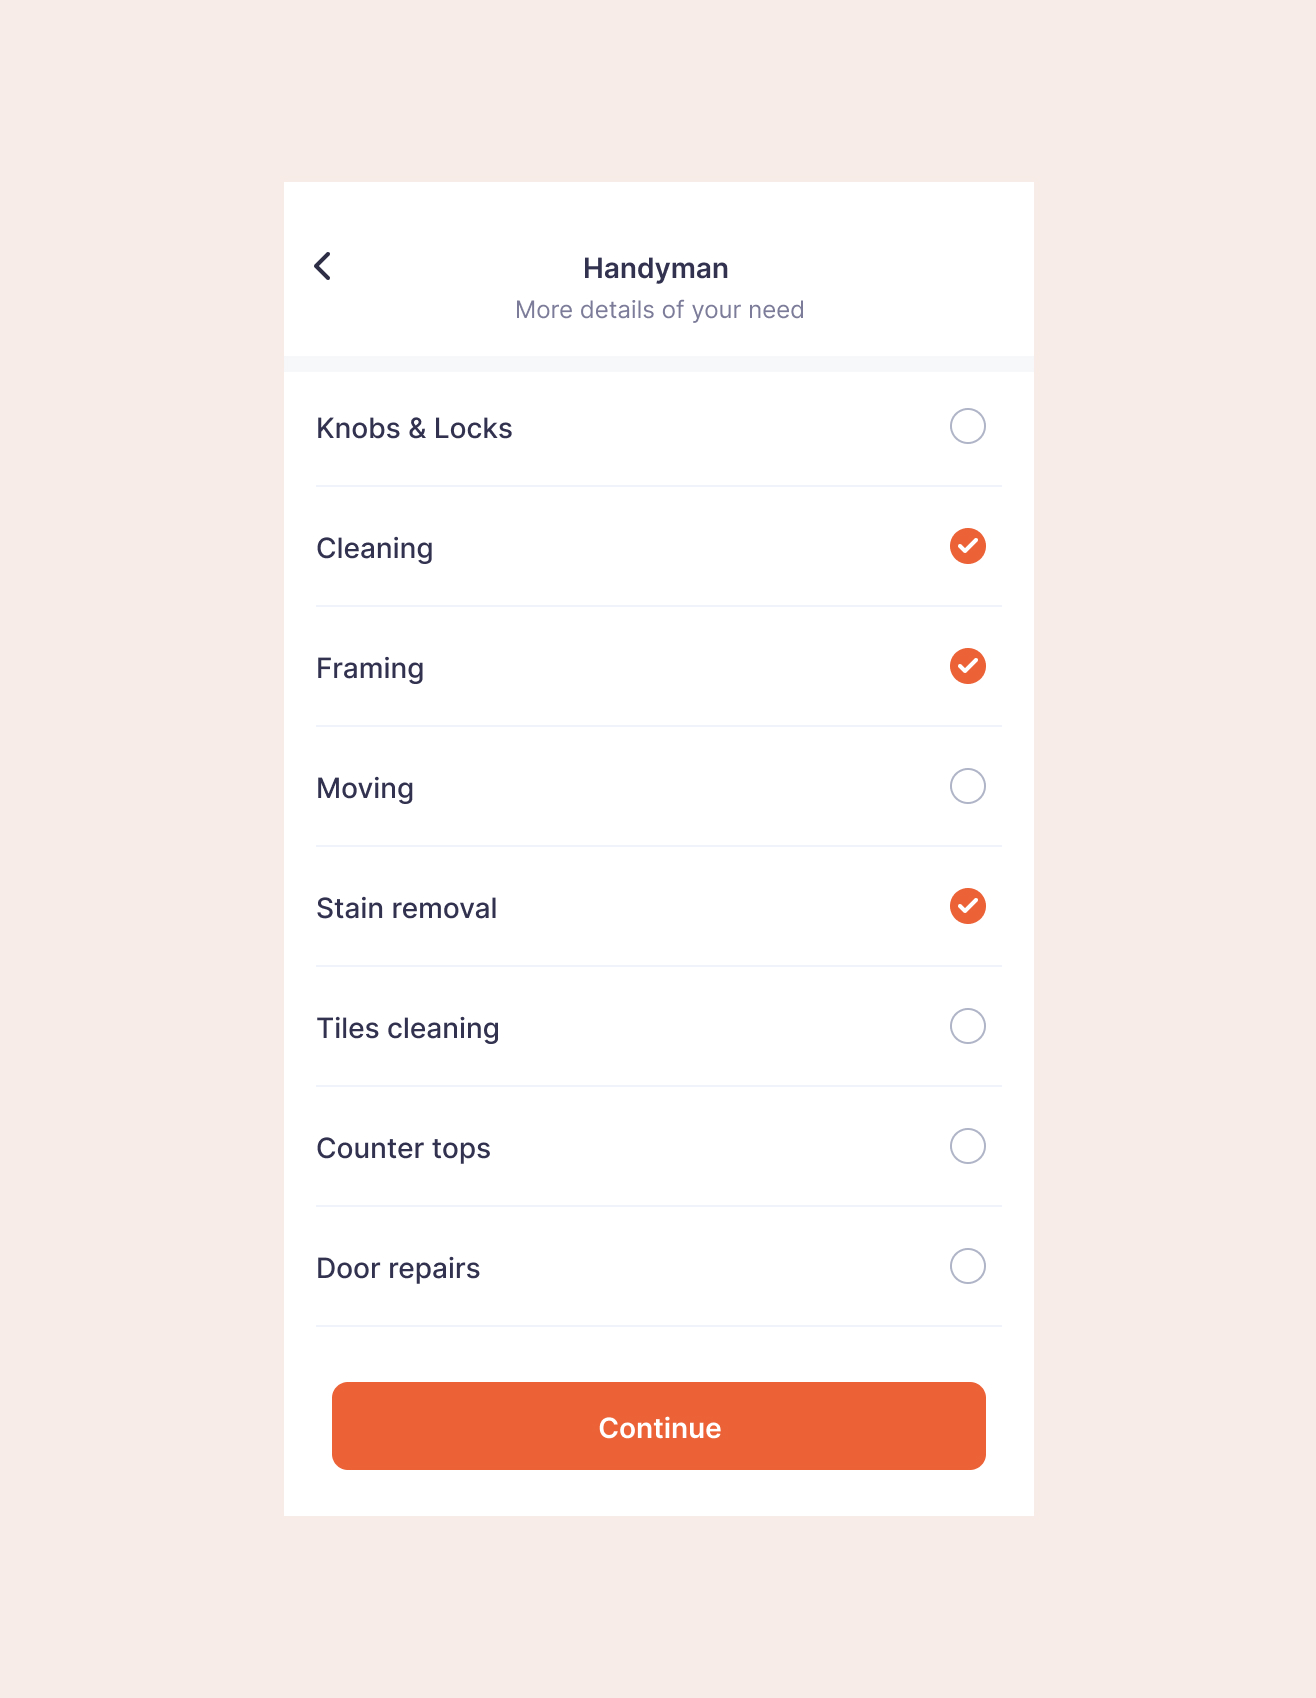 Handyman
More details of your need
Knobs & Locks
Cleaning
Framing
Moving
Stain removal
Tiles cleaning
Counter tops
Door repairs
Continue